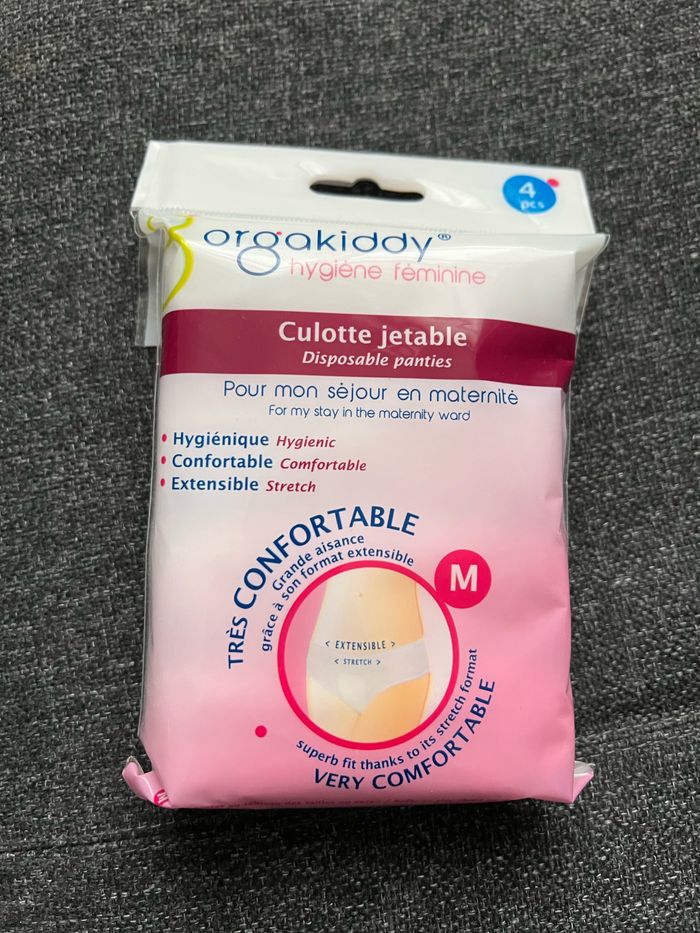 4
pcs
orgakiddy®
hygiène féminine
Culotte jetable
Disposable panties
Pour mon séjour en maternité
For my stay in the maternity ward
• Hygiénique Hygienic
• Confortable Comfortable
• Extensible Stretch
TRÈS CONFORTABLE
Grande aisance
grâce à son format extensible
M
< EXTENSIBLE >
< STRETCH >
superb fit thanks to its stretch format
VERY COMFORTABLE
M